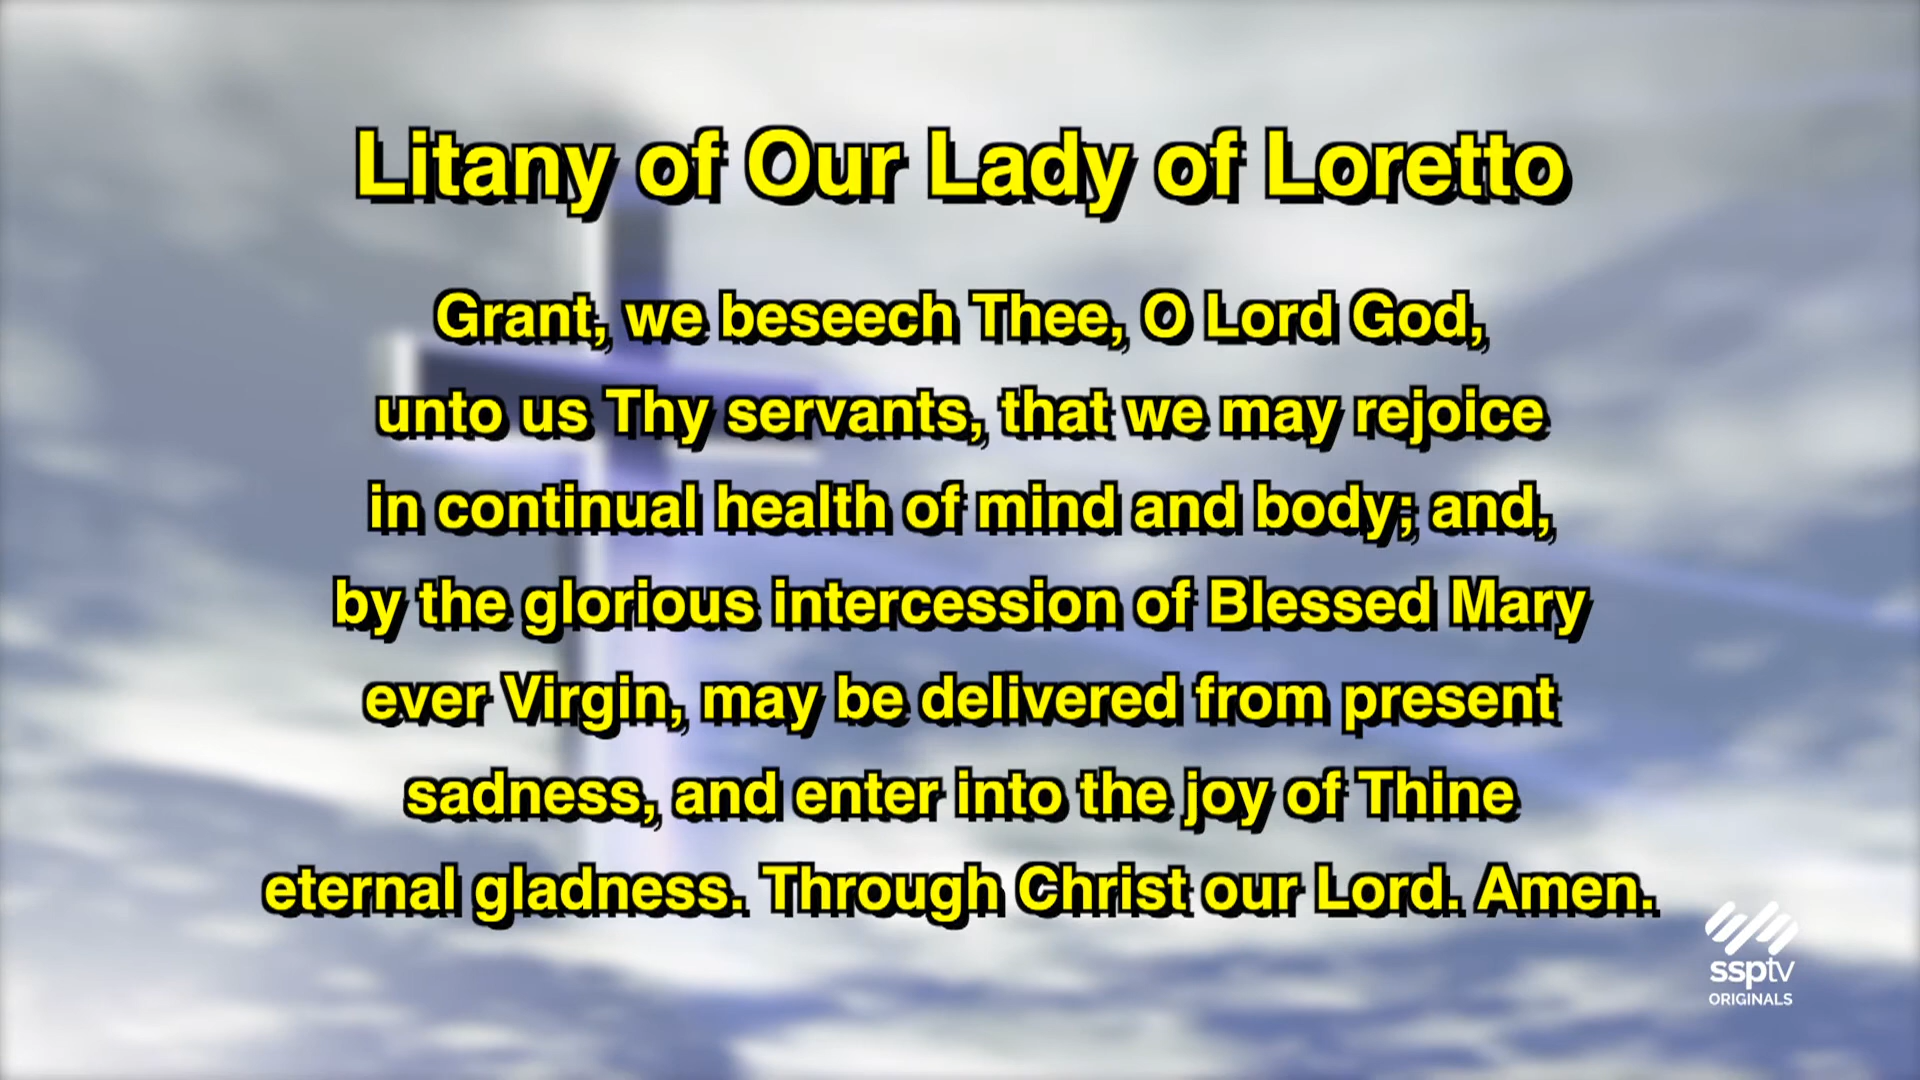 Litany of Our Lady of Loretto
Grant, we beseech Thee, O Lord God,
unto us Thy servants, that we may rejoice
in continual health of mind and body; and,
by the glorious intercession of Blessed Mary
ever Virgin, may be delivered from present
sadness, and enter into the joy of Thine
eternal gladness. Through Christ our Lord. Amen.
ssptv
ORIGINALS